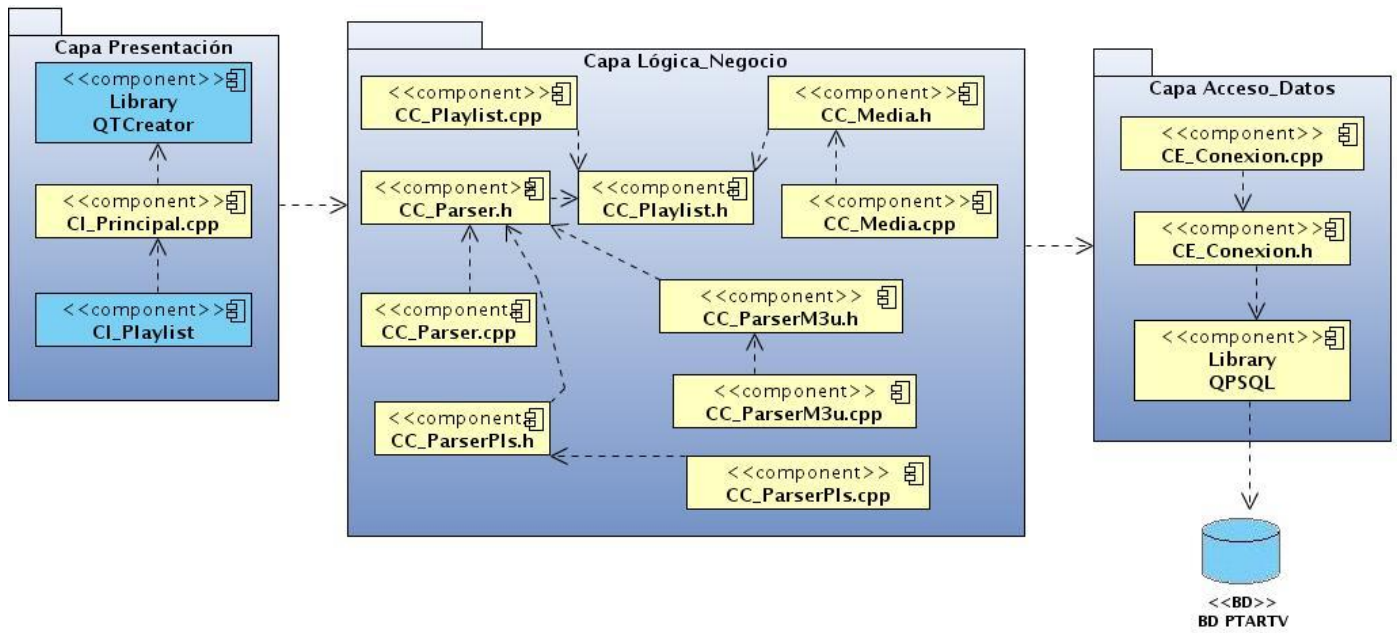 Capa Presentación
<<component>>
Library
QTCreator
<<component>>
CI_Principal.cpp
<<component>>
CI_Playlist
Capa Lógica_Negocio
<<component>>
CC_Playlist.cpp
<<component>>
CC_Media.h
<<component>
CC_Parser.h
<<component
CC_Playlist.h
<<component>>
CC_Media.cpp
<<component>>
CC_Parser.cpp
<<component>>
CC_ParserM3u.h
<<component>>
CC_ParserM3u.cpp
<<component
CC_ParserPls.h
<<component>>
CC_ParserPls.cpp
Capa Acceso_Datos
<<component>>
CE_Conexion.cpp
<<component>>
CE_Conexion.h
<<component>>
Library
QPSQL
<<BD>>
BD PTARTV